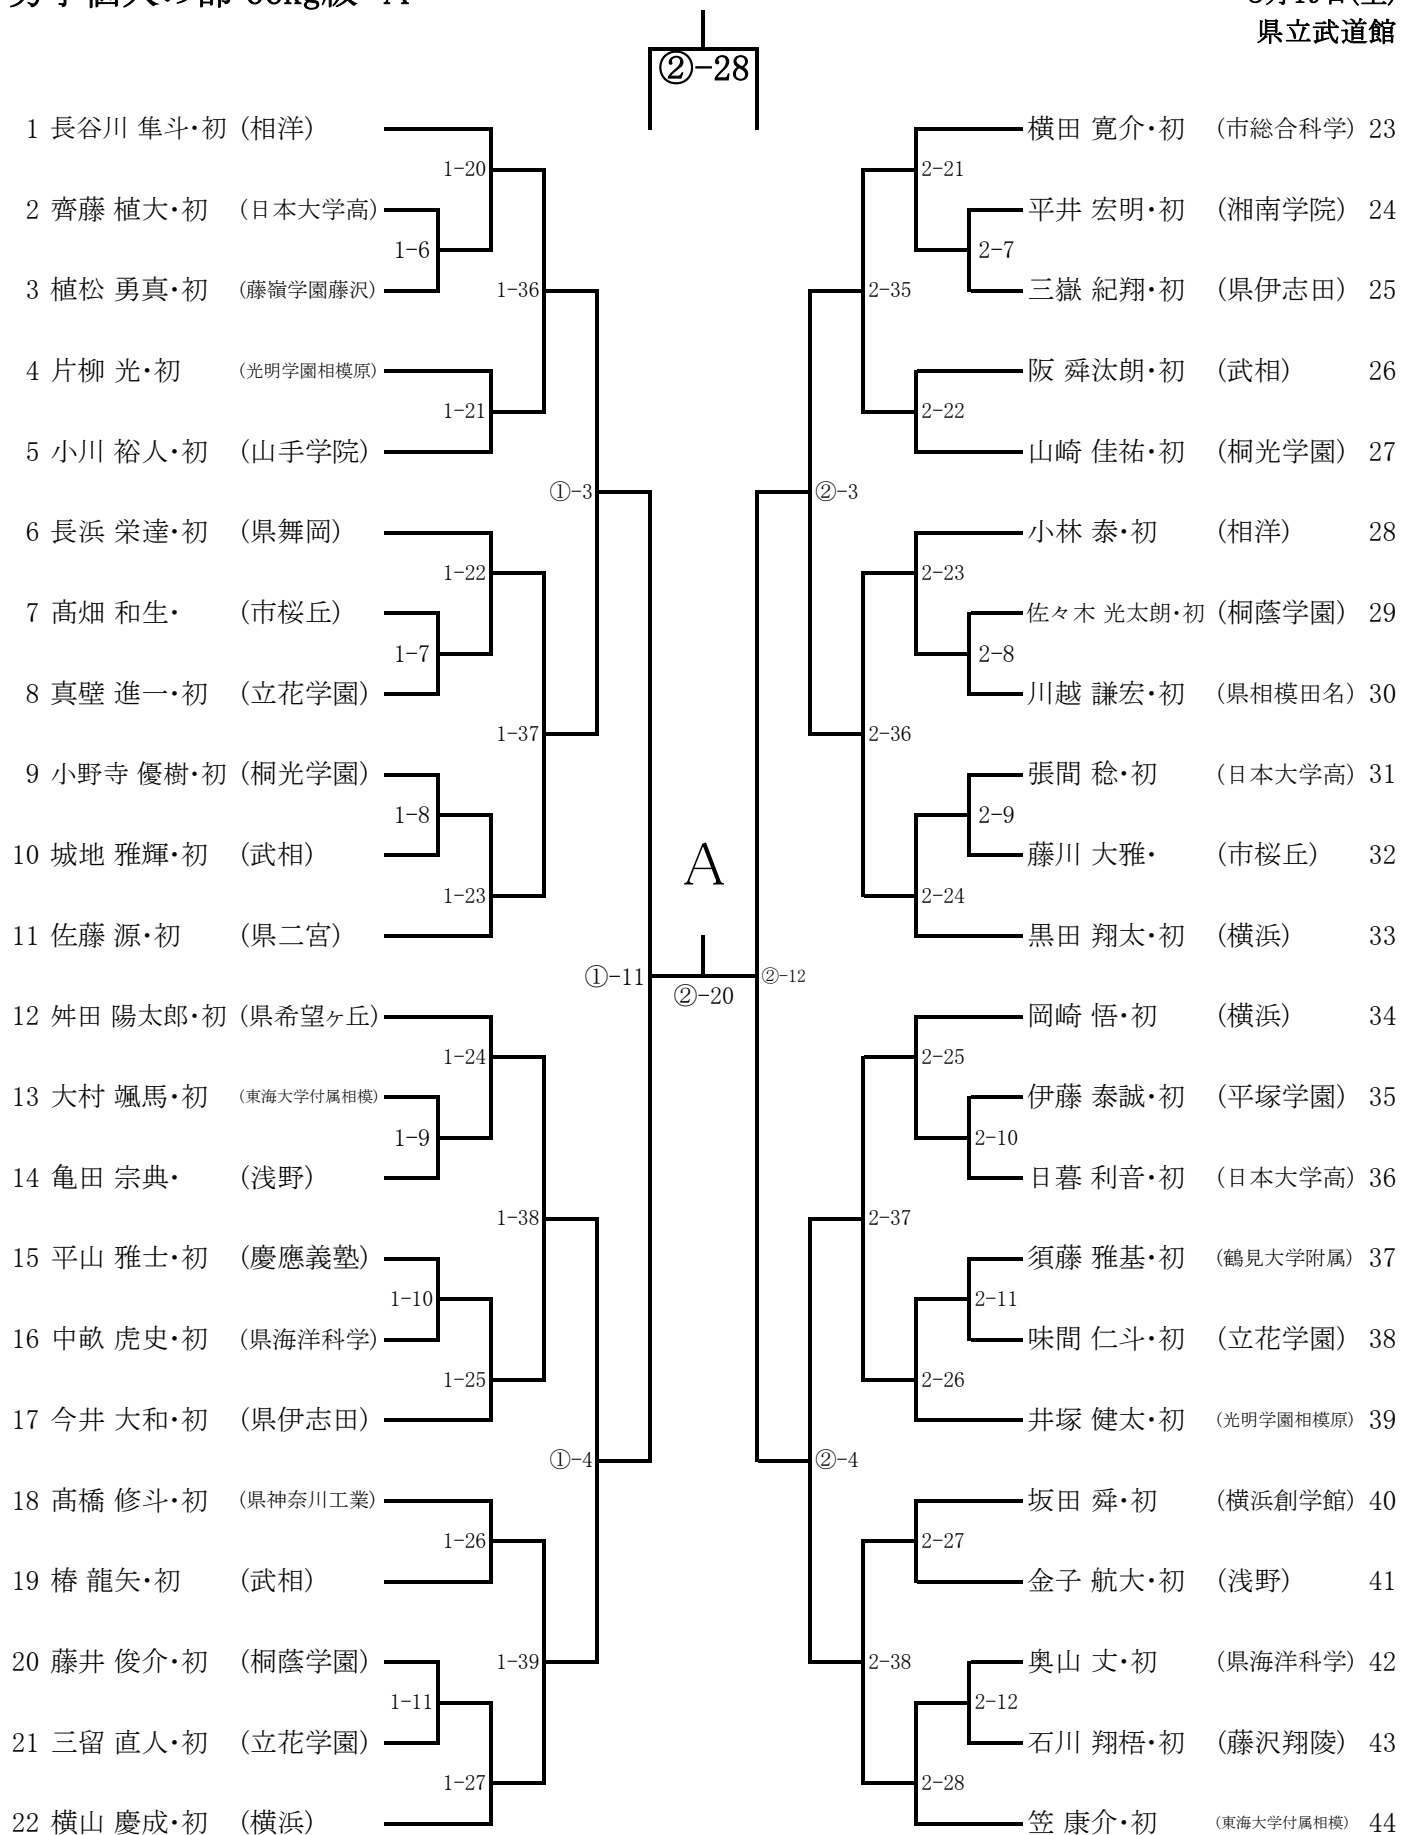 県立武道館
②-28
1 長谷川 隼斗・初 (相洋)
1-20
2 齊藤 植大・初 (日本大学高)
1-6
3 植松 勇真・初 (藤嶺学園藤沢)
1-36
4 片柳 光・初 (光明学園相模原)
1-21
5 小川 裕人・初 (山手学院)
①-3
6 長浜 栄達・初 (県舞岡)
1-22
7 髙畑 和生・ (市桜丘)
1-7
8 真壁 進一・初 (立花学園)
1-37
9 小野寺 優樹・初 (桐光学園)
1-8
10 城地 雅輝・初 (武相)
1-23
11 佐藤 源・初 (県二宮)
①-11
12 舛田 陽太郎・初 (県希望ヶ丘)
1-24
13 大村 颯馬・初 (東海大学付属相模)
1-9
14 亀田 宗典・ (浅野)
1-38
15 平山 雅士・初 (慶應義塾)
1-10
16 中畝 虎史・初 (県海洋科学)
1-25
17 今井 大和・初 (県伊志田)
①-4
18 髙橋 修斗・初 (県神奈川工業)
1-26
19 椿 龍矢・初 (武相)
20 藤井 俊介・初 (桐蔭学園)
1-39
1-11
21 三留 直人・初 (立花学園)
1-27
22 横山 慶成・初 (横浜)
A
②-20
横田 寛介・初 (市総合科学) 23
2-21
平井 宏明・初 (湘南学院) 24
2-7
三嶽 紀翔・初 (県伊志田) 25
2-35
阪 舜汰朗・初 (武相) 26
2-22
山崎 佳祐・初 (桐光学園) 27
②-3
小林 泰・初 (相洋) 28
2-23
佐々木 光太朗・初 (桐蔭学園) 29
2-8
川越 謙宏・初 (県相模田名) 30
2-36
張間 稔・初 (日本大学高) 31
2-9
藤川 大雅・ (市桜丘) 32
2-24
黒田 翔太・初 (横浜) 33
②-12
岡崎 悟・初 (横浜) 34
2-25
伊藤 泰誠・初 (平塚学園) 35
2-10
日暮 利音・初 (日本大学高) 36
2-37
須藤 雅基・初 (鶴見大学附属) 37
2-11
味間 仁斗・初 (立花学園) 38
2-26
井塚 健太・初 (光明学園相模原) 39
②-4
坂田 舜・初 (横浜創学館) 40
2-27
金子 航大・初 (浅野) 41
奥山 丈・初 (県海洋科学) 42
2-38
2-12
石川 翔梧・初 (藤沢翔陵) 43
2-28
笠 康介・初 (東海大学付属相模) 44